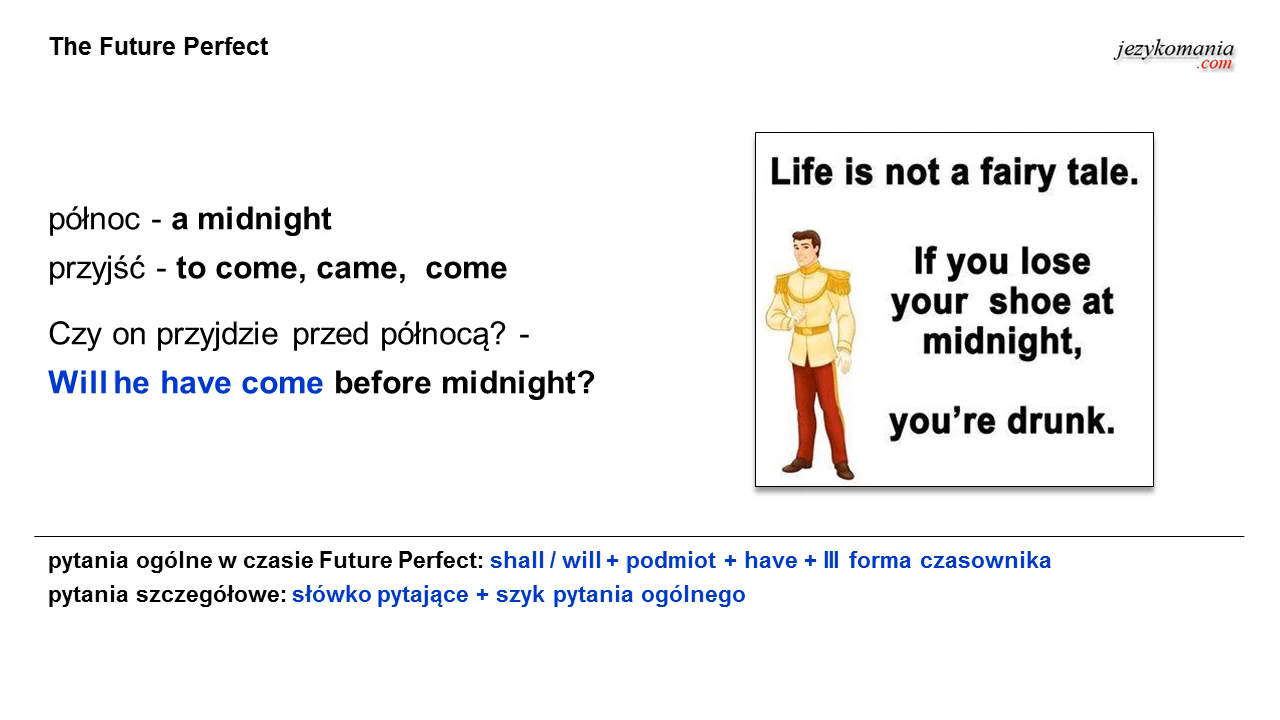 The Future Perfect
jezykomania
.com
północ - a midnight
przyjść - to come, came, come
Czy on przyjdzie przed północą? -
Will he have come before midnight?
Life is not a fairy tale.
If you lose
your shoe at
midnight,
you're drunk.
pytania ogólne w czasie Future Perfect: shall / will + podmiot + have + III forma czasownika
pytania szczegółowe: słówko pytające + szyk pytania ogólnego